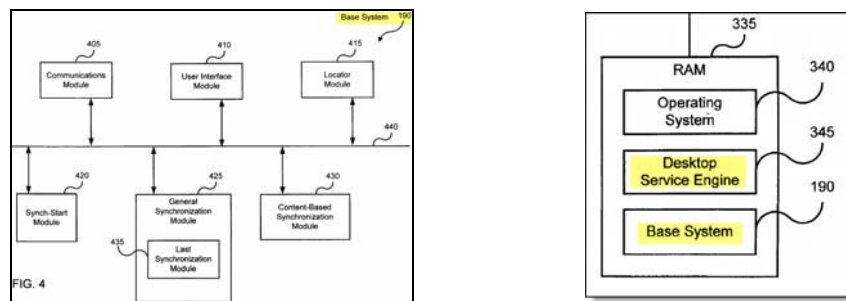 Base System
190
405
Communications
Module
410
User Interface
Module
415
Locator
Module
440
420
Synch-Start
Module
425
General
Synchronization
Module
435
Last
Synchronization
Module
430
Content-Based
Synchronization
Module
FIG. 4
335
RAM
Operating
System
340
Desktop
Service Engine
345
Base System
190